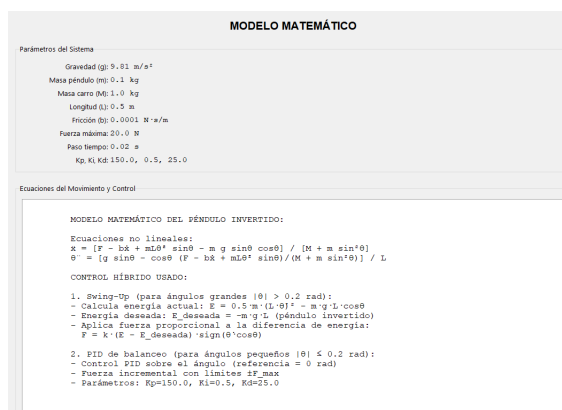 MODELO MATEMÁTICO
Parámetros del Sistema
Gravedad (g): 9.81 m/s²
Masa péndulo (m): 0.1 kg
Masa carro (M): 1.0 kg
Longitud (L): 0.5 m
Fricción (b): 0.0001 N·s/m
Fuerza máxima: 20.0 N
Paso tiempo: 0.02 s
Kp, Ki, Kd: 150.0, 0.5, 25.0
Ecuaciones del Movimiento y Control
MODELO MATEMÁTICO DEL PÉNDULO INVERTIDO:
Ecuaciones no lineales:
ẍ = [F - bẋ + mLθ² sinθ - m g sinθ cosθ] / [M + m sin²θ]
θ¨ = [g sinθ - cosθ (F - bẋ + mLθ² sinθ)/(M + m sin²θ)] / L
CONTROL HÍBRIDO USADO:
1. Swing-Up (para ángulos grandes |θ| > 0.2 rad):
- Calcula energía actual: E = 0.5·m·(L·θ̇)² - m·g·L·cosθ
- Energía deseada: E_deseada = -m·g·L (péndulo invertido)
- Aplica fuerza proporcional a la diferencia de energía:
F = k·(E - E_deseada)·sign(θ̇·cosθ)
2. PID de balanceo (para ángulos pequeños |θ| ≤ 0.2 rad):
- Control PID sobre el ángulo (referencia = 0 rad)
- Fuerza incremental con límites ±F_max
- Parámetros: Kp=150.0, Ki=0.5, Kd=25.0